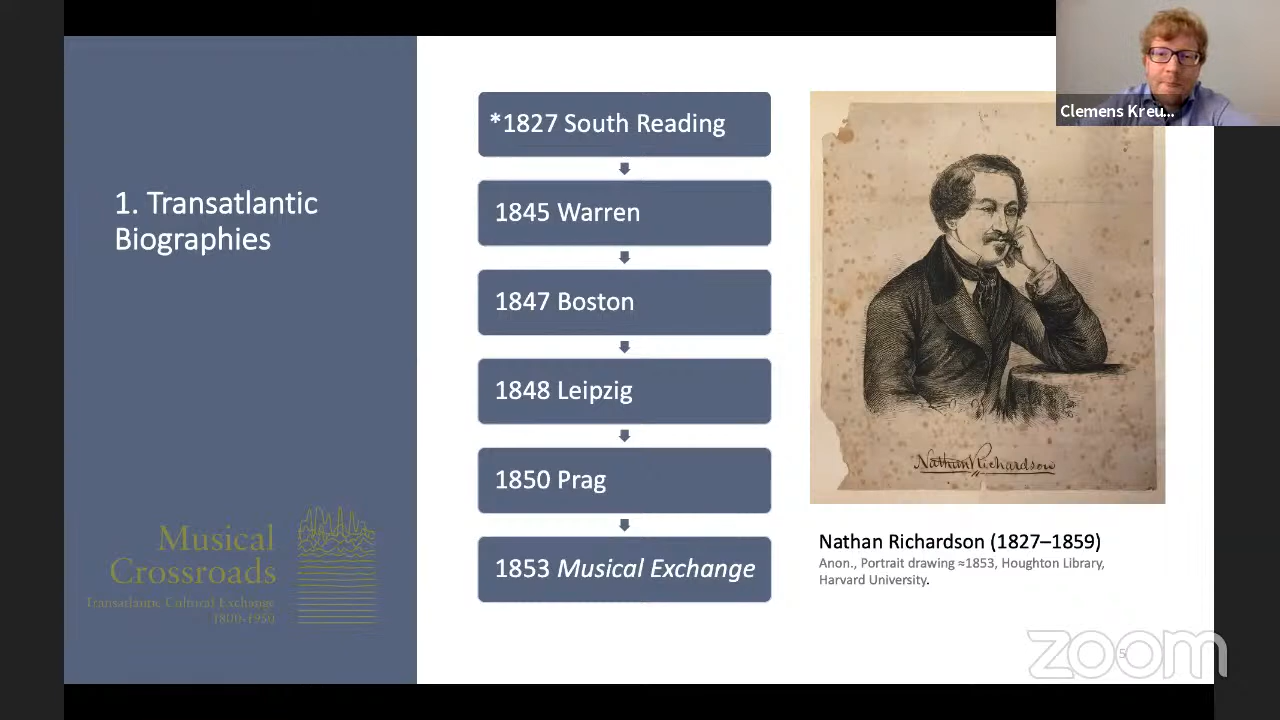 1. Transatlantic
Biographies
Musical
Crossroads
Transatlantic Cultural Exchange
1800-1950
*1827 South Reading
1845 Warren
1847 Boston
1848 Leipzig
1850 Prag
1853 Musical Exchange
Nathan Richardson
Nathan Richardson (1827–1859)
Anon., Portrait drawing ≈1853, Houghton Library,
Harvard University.
Clemens Kreu...
zoom
5